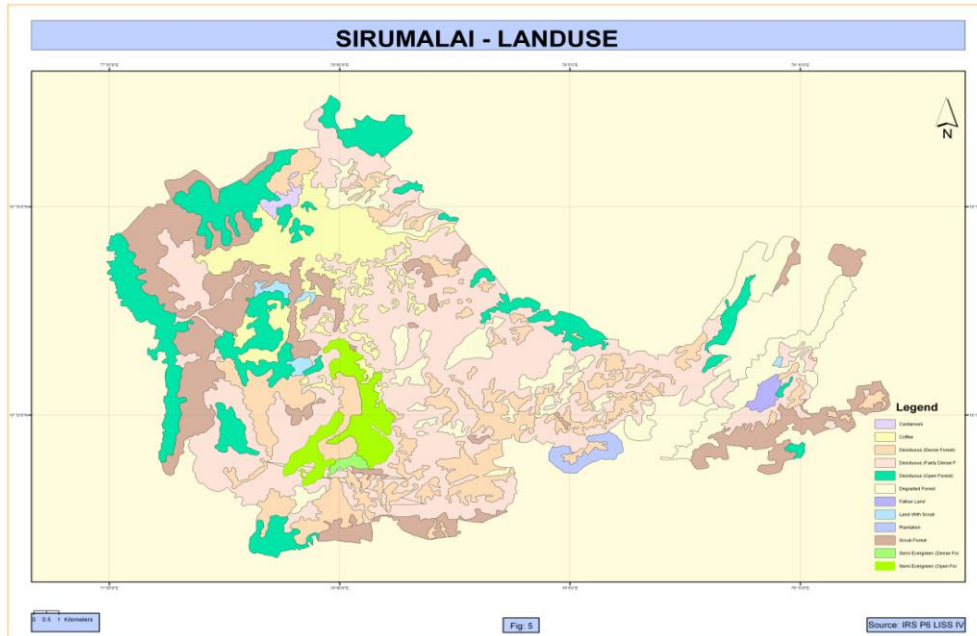 SIRUMALAI - LANDUSE
N
Legend
Cardamom
Coffee
Deciduous (Dense Forest)
Deciduous (Fairly Dense F
Deciduous (Open Forest)
Degraded Forest
Fallow Land
Land With Scrub
Plantation
Scrub Forest
Semi Evergreen (Dense For
Semi Evergreen (Open For
0 0.5 1 Kilometers
Fig: 5
Source: IRS P6 LISS IV